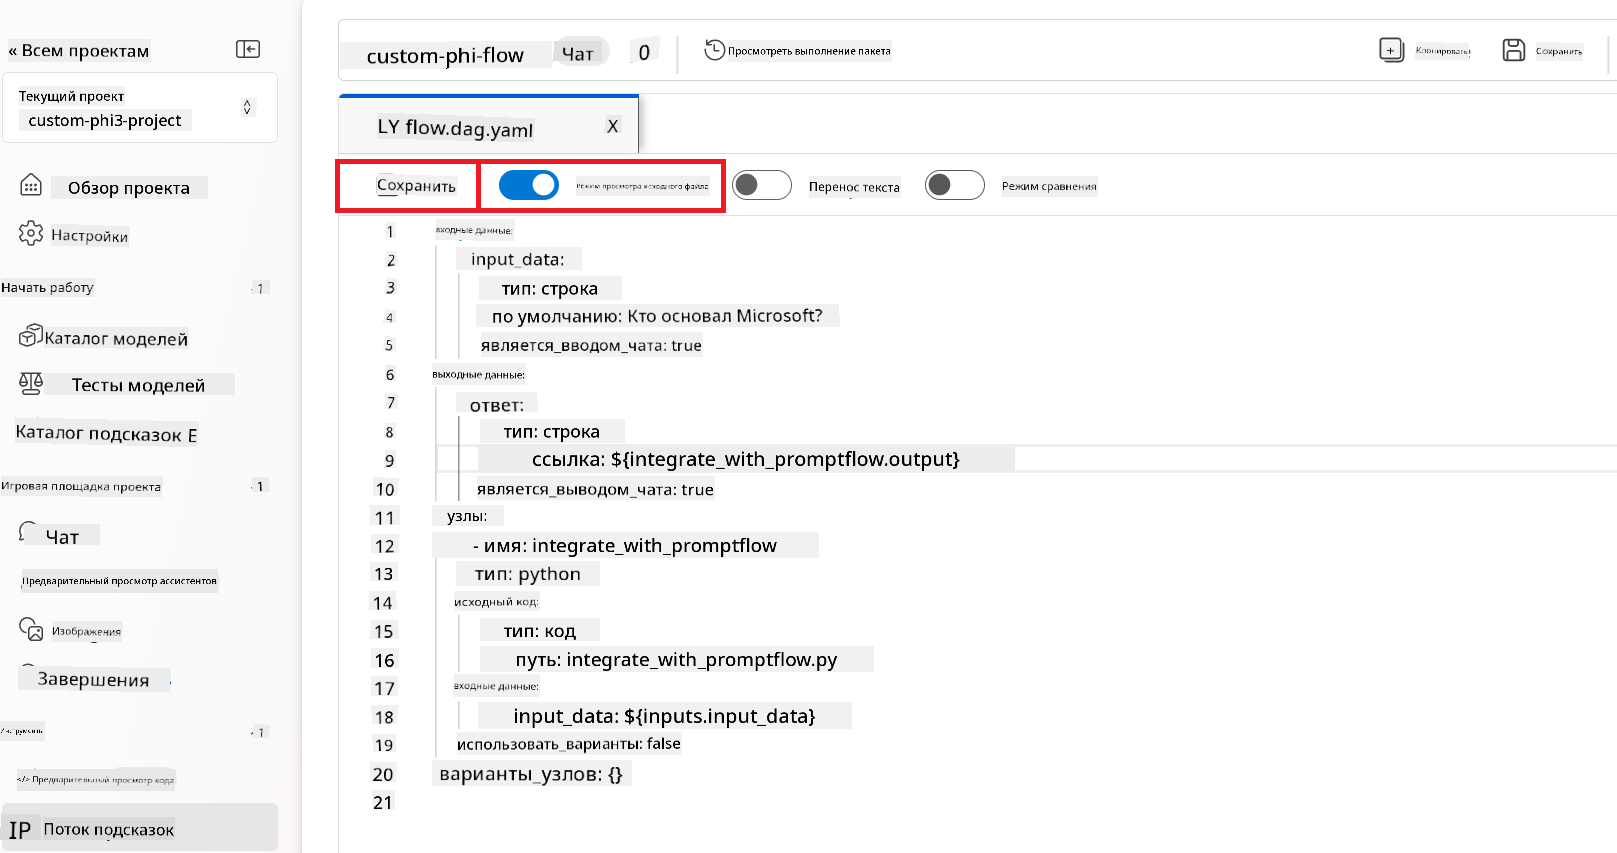 « Всем проектам
Текущий проект
custom-phi3-project
Обзор проекта
Настройки
Начать работу 1
Каталог моделей
Тесты моделей
Каталог подсказок E
Игровая площадка проекта 1
Чат
Предварительный просмотр ассистентов
Изображения
Завершения
Инструменты 1
</> Предварительный просмотр кода
IP Поток подсказок
custom-phi-flow Чат 0 Просмотреть выполнение пакета Клонировать Сохранить
LY flow.dag.yaml X
Сохранить Режим просмотра исходного файла Перенос текста Режим сравнения
1 входные данные:
2 input_data:
3 тип: строка
4 по умолчанию: Кто основал Microsoft?
5 является_вводом_чата: true
6 выходные данные:
7 ответ:
8 тип: строка
9 ссылка: ${integrate_with_promptflow.output}
10 является_выводом_чата: true
11 узлы:
12 - имя: integrate_with_promptflow
13 тип: python
14 исходный код:
15 тип: код
16 путь: integrate_with_promptflow.py
17 входные данные:
18 input_data: ${inputs.input_data}
19 использовать_варианты: false
20 варианты_узлов: {}
21